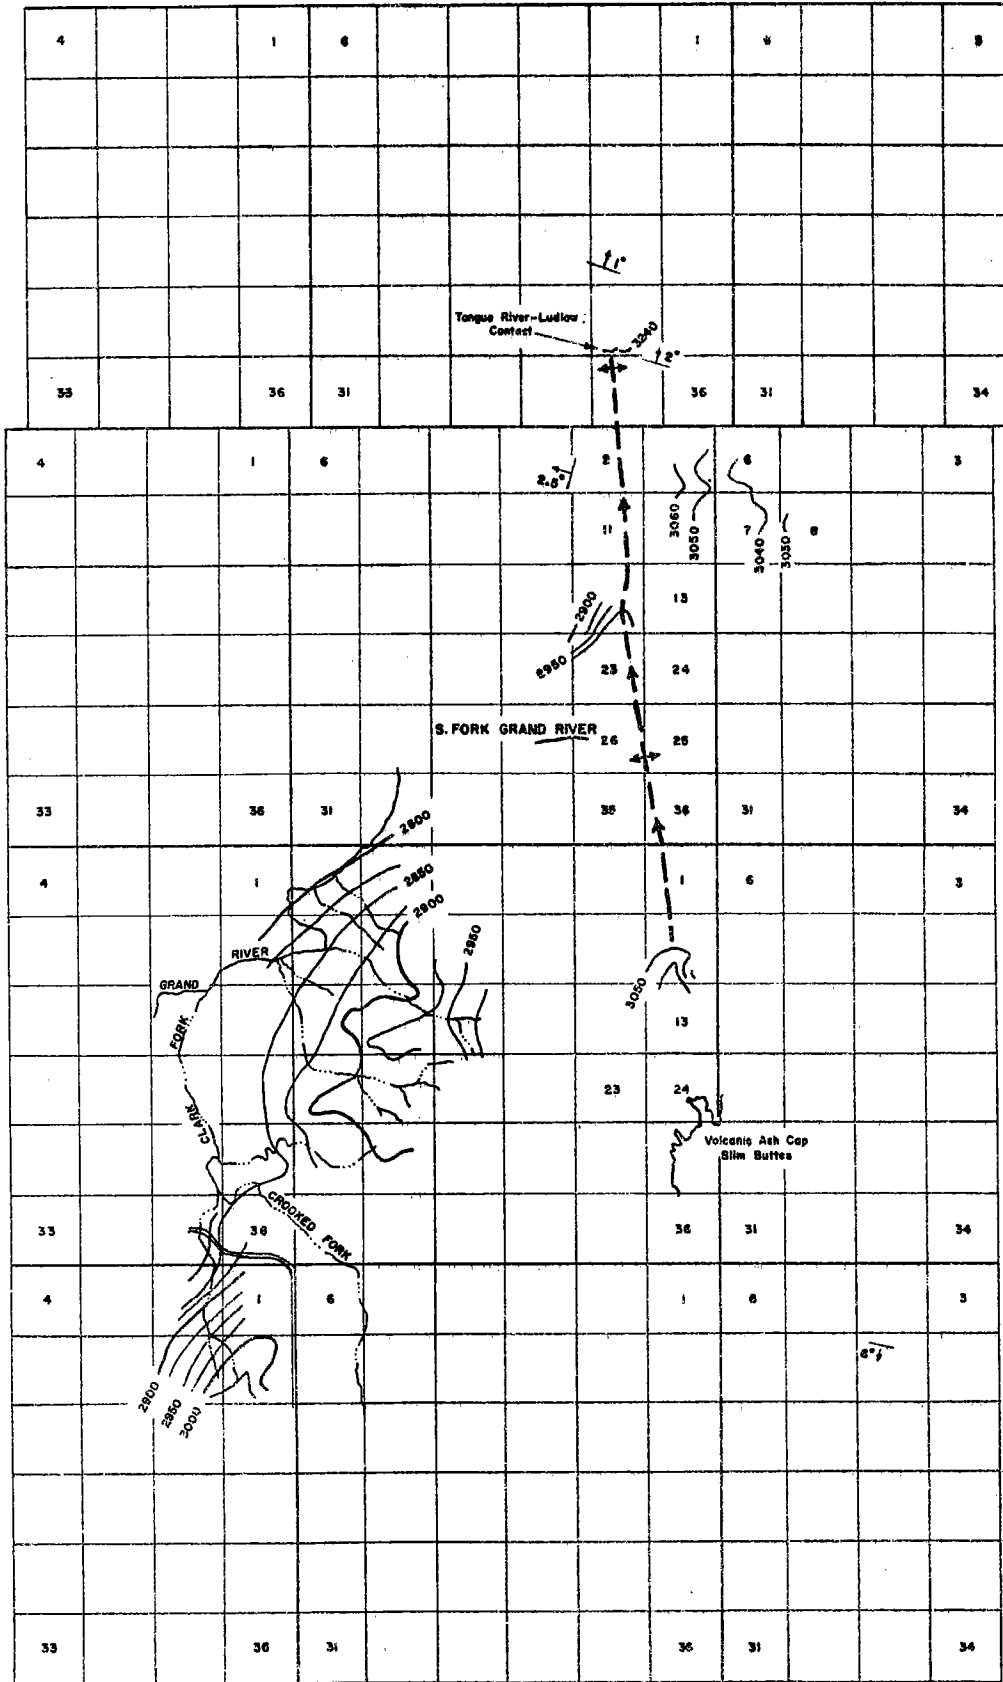 4 1 6 1 6 3
1°
Tongue River-Ludlow
Contact
3240
2°
33 36 31 36 31 34
4 1 6 2 6 3
2.5°
11 7 8
3060
3050
3040
3030
13
2900
2950
23 24
S. FORK GRAND RIVER
26 25
33 36 31 35 36 31 34
2800
4 1 1 6 3
2850
2900
2950
RIVER
GRAND
3050
FORK
13
CLARK
23 24
Volcanic Ash Cap
Slim Buttes
CROOKED FORK
33 36 36 31 34
4 1 6 1 6 3
6°
2900
2950
3000
33 36 31 36 31 34